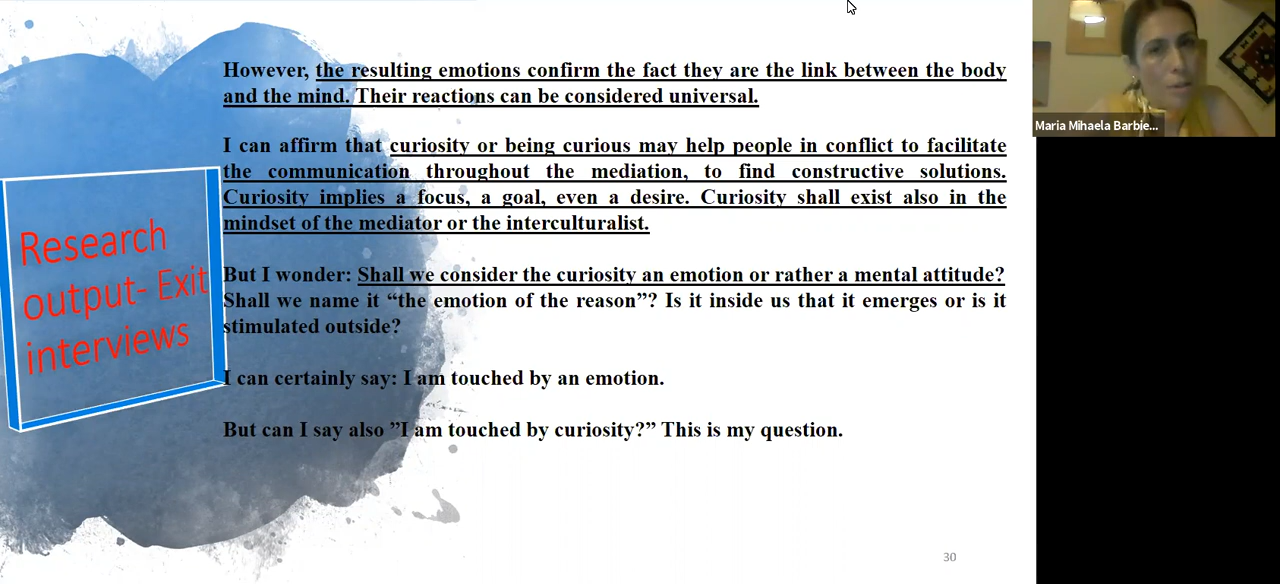 However, the resulting emotions confirm the fact they are the link between the body
and the mind. Their reactions can be considered universal.
I can affirm that curiosity or being curious may help people in conflict to facilitate
the communication throughout the mediation, to find constructive solutions.
Curiosity implies a focus, a goal, even a desire. Curiosity shall exist also in the
mindset of the mediator or the interculturalist.
But I wonder: Shall we consider the curiosity an emotion or rather a mental attitude?
Shall we name it “the emotion of the reason”? Is it inside us that it emerges or is it
stimulated outside?
I can certainly say: I am touched by an emotion.
But can I say also ”I am touched by curiosity?” This is my question.
Research
output- Exit
interviews
30
Maria Mihaela Barbie...